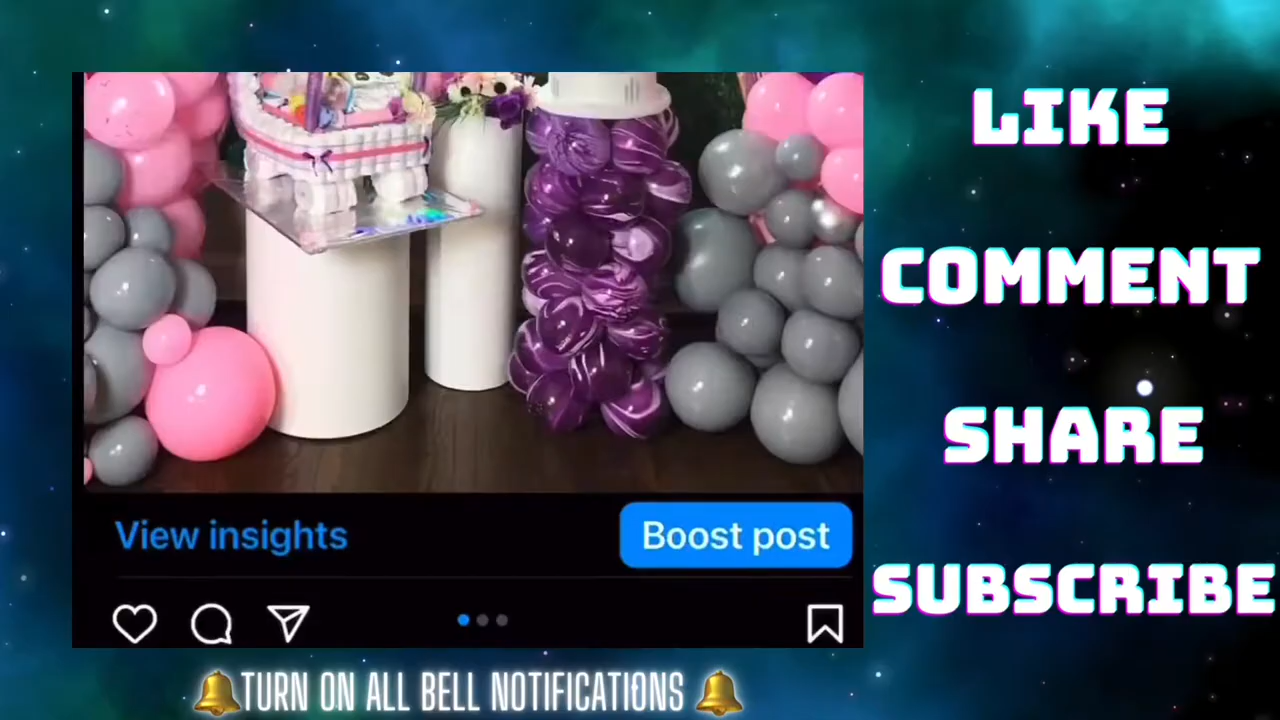 LIKE
COMMENT
SHARE
SUBSCRIBE
View insights
Boost post
TURN ON ALL BELL NOTIFICATIONS